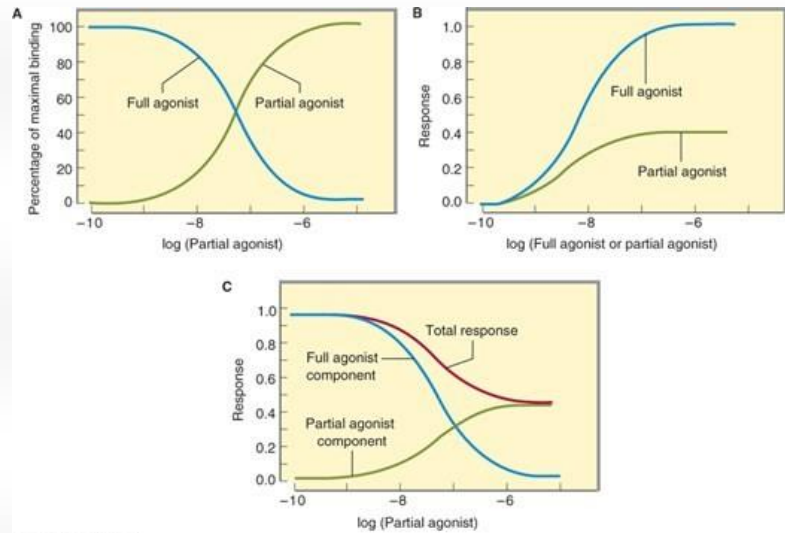 A
Percentage of maximal binding
100
80
60
40
20
0
Full agonist
Partial agonist
−10
−8
−6
log (Partial agonist)
B
Response
1.0
0.8
0.6
0.4
0.2
0.0
Full agonist
Partial agonist
−10
−8
−6
log (Full agonist or partial agonist)
C
Response
1.0
0.8
0.6
0.4
0.2
0.0
Total response
Full agonist
component
Partial agonist
component
−10
−8
−6
log (Partial agonist)